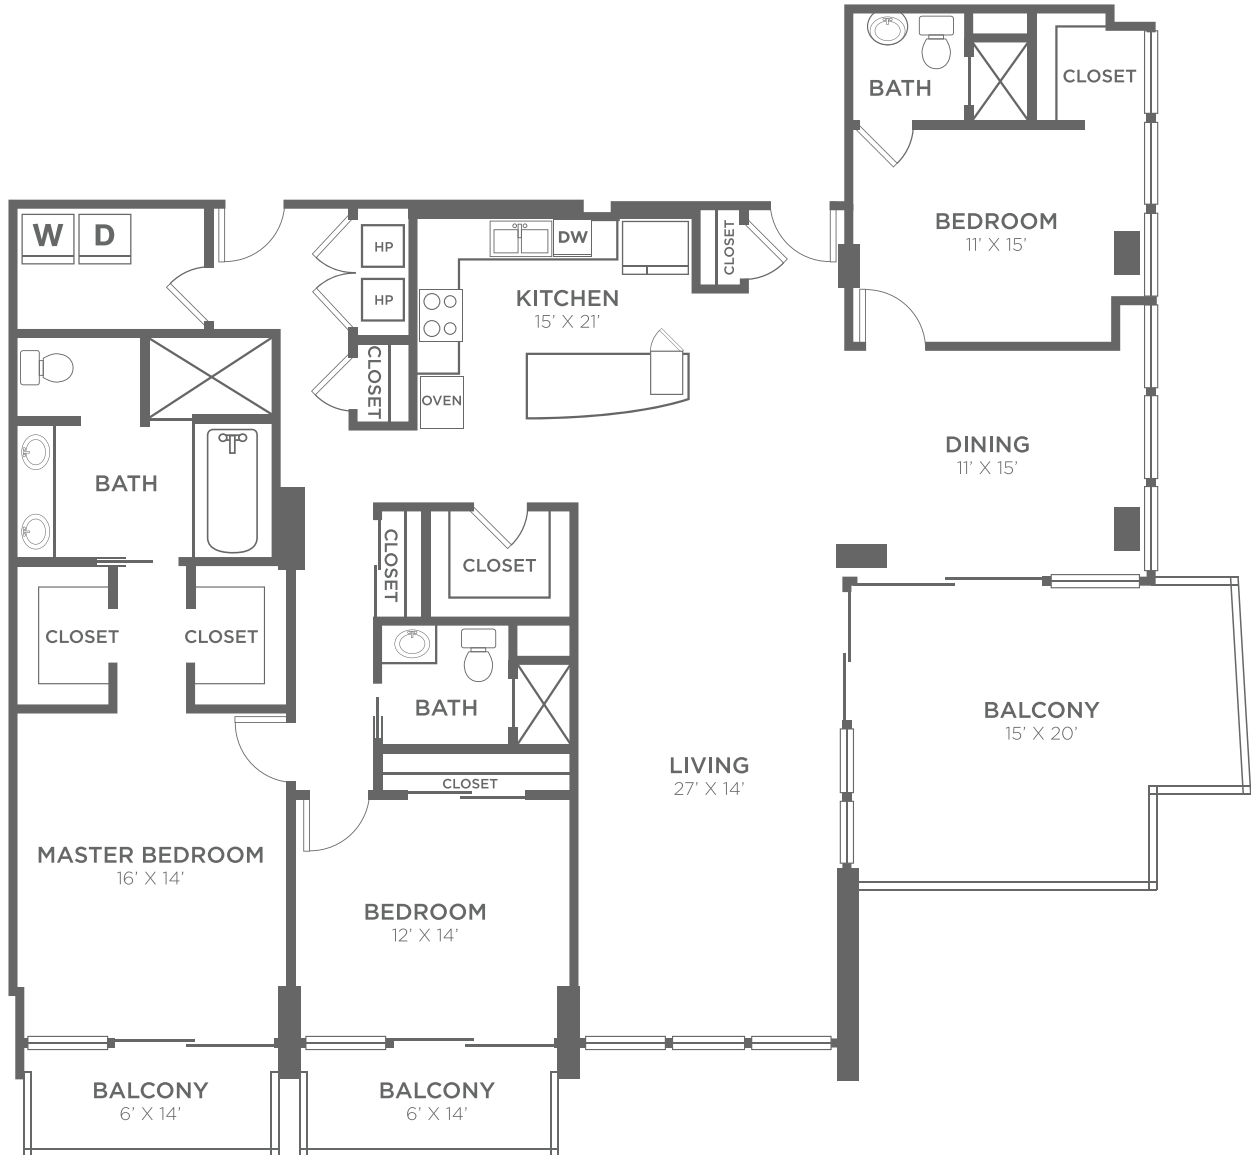 BATH
CLOSET
BEDROOM
11' X 15'
W
D
HP
HP
DW
CLOSET
KITCHEN
15' X 21'
CLOSET
OVEN
DINING
11' X 15'
BATH
CLOSET
CLOSET
CLOSET
CLOSET
BATH
CLOSET
BALCONY
15' X 20'
LIVING
27' X 14'
MASTER BEDROOM
16' X 14'
BEDROOM
12' X 14'
BALCONY
6' X 14'
BALCONY
6' X 14'